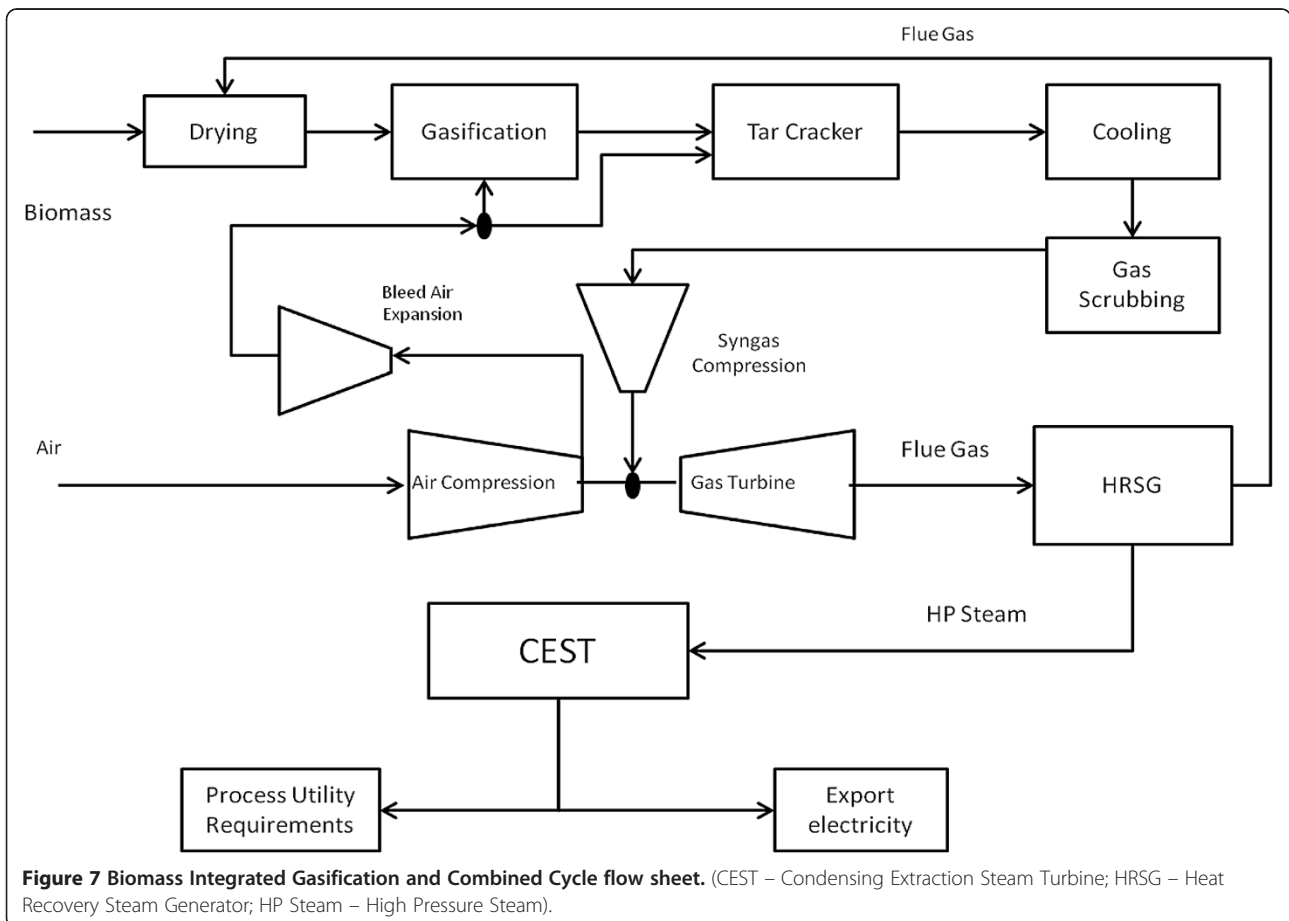 Flue Gas
Drying
Gasification
Tar Cracker
Cooling
Biomass
Gas
Scrubbing
Bleed Air
Expansion
Syngas
Compression
Air
Air Compression
Gas Turbine
Flue Gas
HRSG
HP Steam
CEST
Process Utility
Requirements
Export
electricity
Figure 7 Biomass Integrated Gasification and Combined Cycle flow sheet. (CEST – Condensing Extraction Steam Turbine; HRSG – Heat
Recovery Steam Generator; HP Steam – High Pressure Steam).